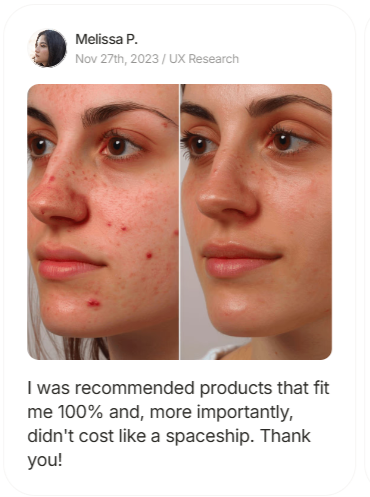 Melissa P.
Nov 27th, 2023 / UX Research
I was recommended products that fit
me 100% and, more importantly,
didn't cost like a spaceship. Thank
you!